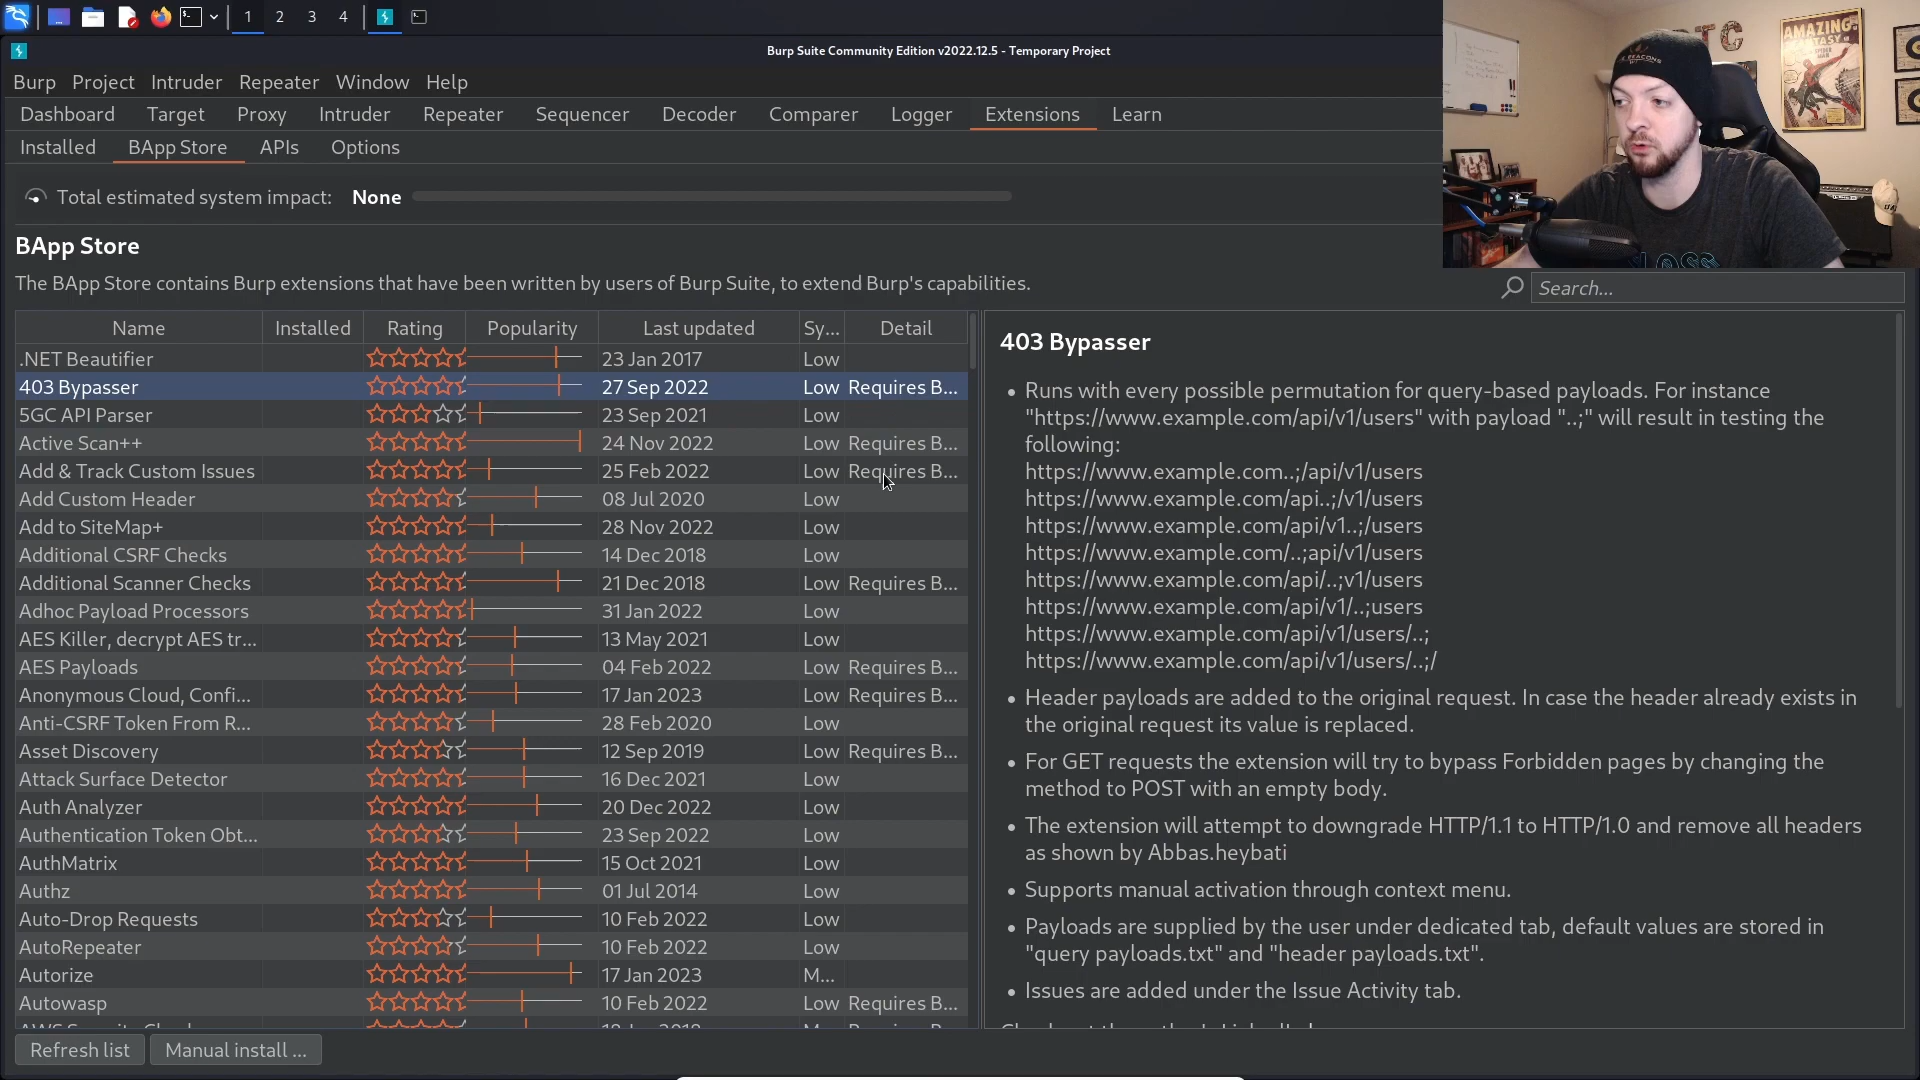 1 2 3 4
Burp Suite Community Edition v2022.12.5 - Temporary Project
Burp Project Intruder Repeater Window Help
Dashboard Target Proxy Intruder Repeater Sequencer Decoder Comparer Logger Extensions Learn
Installed BApp Store APIs Options
Total estimated system impact: None
BApp Store
The BApp Store contains Burp extensions that have been written by users of Burp Suite, to extend Burp's capabilities.
Search...
Name Installed Rating Popularity Last updated Sy... Detail
.NET Beautifier 23 Jan 2017 Low
403 Bypasser 27 Sep 2022 Low Requires B...
5GC API Parser 23 Sep 2021 Low
Active Scan++ 24 Nov 2022 Low Requires B...
Add & Track Custom Issues 25 Feb 2022 Low Requires B...
Add Custom Header 08 Jul 2020 Low
Add to SiteMap+ 28 Nov 2022 Low
Additional CSRF Checks 14 Dec 2018 Low
Additional Scanner Checks 21 Dec 2018 Low Requires B...
Adhoc Payload Processors 31 Jan 2022 Low
AES Killer, decrypt AES tr... 13 May 2021 Low
AES Payloads 04 Feb 2022 Low Requires B...
Anonymous Cloud, Confi... 17 Jan 2023 Low Requires B...
Anti-CSRF Token From R... 28 Feb 2020 Low
Asset Discovery 12 Sep 2019 Low Requires B...
Attack Surface Detector 16 Dec 2021 Low
Auth Analyzer 20 Dec 2022 Low
Authentication Token Obt... 23 Sep 2022 Low
AuthMatrix 15 Oct 2021 Low
Authz 01 Jul 2014 Low
Auto-Drop Requests 10 Feb 2022 Low
AutoRepeater 10 Feb 2022 Low
Autorize 17 Jan 2023 M...
Autowasp 10 Feb 2022 Low Requires B...
403 Bypasser
• Runs with every possible permutation for query-based payloads. For instance
"https://www.example.com/api/v1/users" with payload "..;" will result in testing the
following:
https://www.example.com..;/api/v1/users
https://www.example.com/api..;/v1/users
https://www.example.com/api/v1..;/users
https://www.example.com/..;api/v1/users
https://www.example.com/api/..;v1/users
https://www.example.com/api/v1/..;users
https://www.example.com/api/v1/users/..;
https://www.example.com/api/v1/users/..;/
• Header payloads are added to the original request. In case the header already exists in
the original request its value is replaced.
• For GET requests the extension will try to bypass Forbidden pages by changing the
method to POST with an empty body.
• The extension will attempt to downgrade HTTP/1.1 to HTTP/1.0 and remove all headers
as shown by Abbas.heybati
• Supports manual activation through context menu.
• Payloads are supplied by the user under dedicated tab, default values are stored in
"query payloads.txt" and "header payloads.txt".
• Issues are added under the Issue Activity tab.
Refresh list Manual install ...
AMAZING